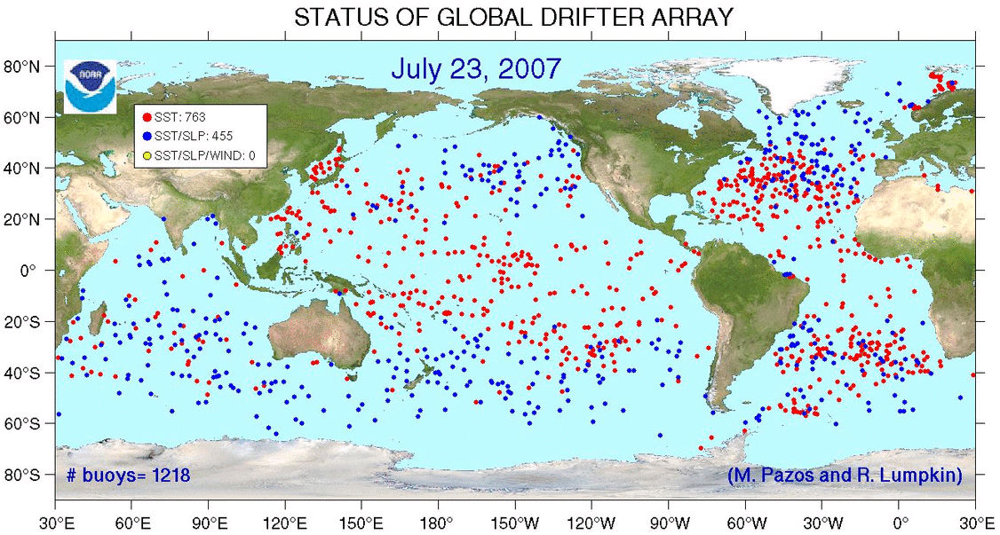 STATUS OF GLOBAL DRIFTER ARRAY
July 23, 2007
NOAA
SST: 763
SST/SLP: 455
SST/SLP/WIND: 0
80°N
60°N
40°N
20°N
0°
20°S
40°S
60°S
80°S
# buoys= 1218
(M. Pazos and R. Lumpkin)
30°E 60°E 90°E 120°E 150°E 180° 150°W 120°W 90°W 60°W 30°W 0° 30°E